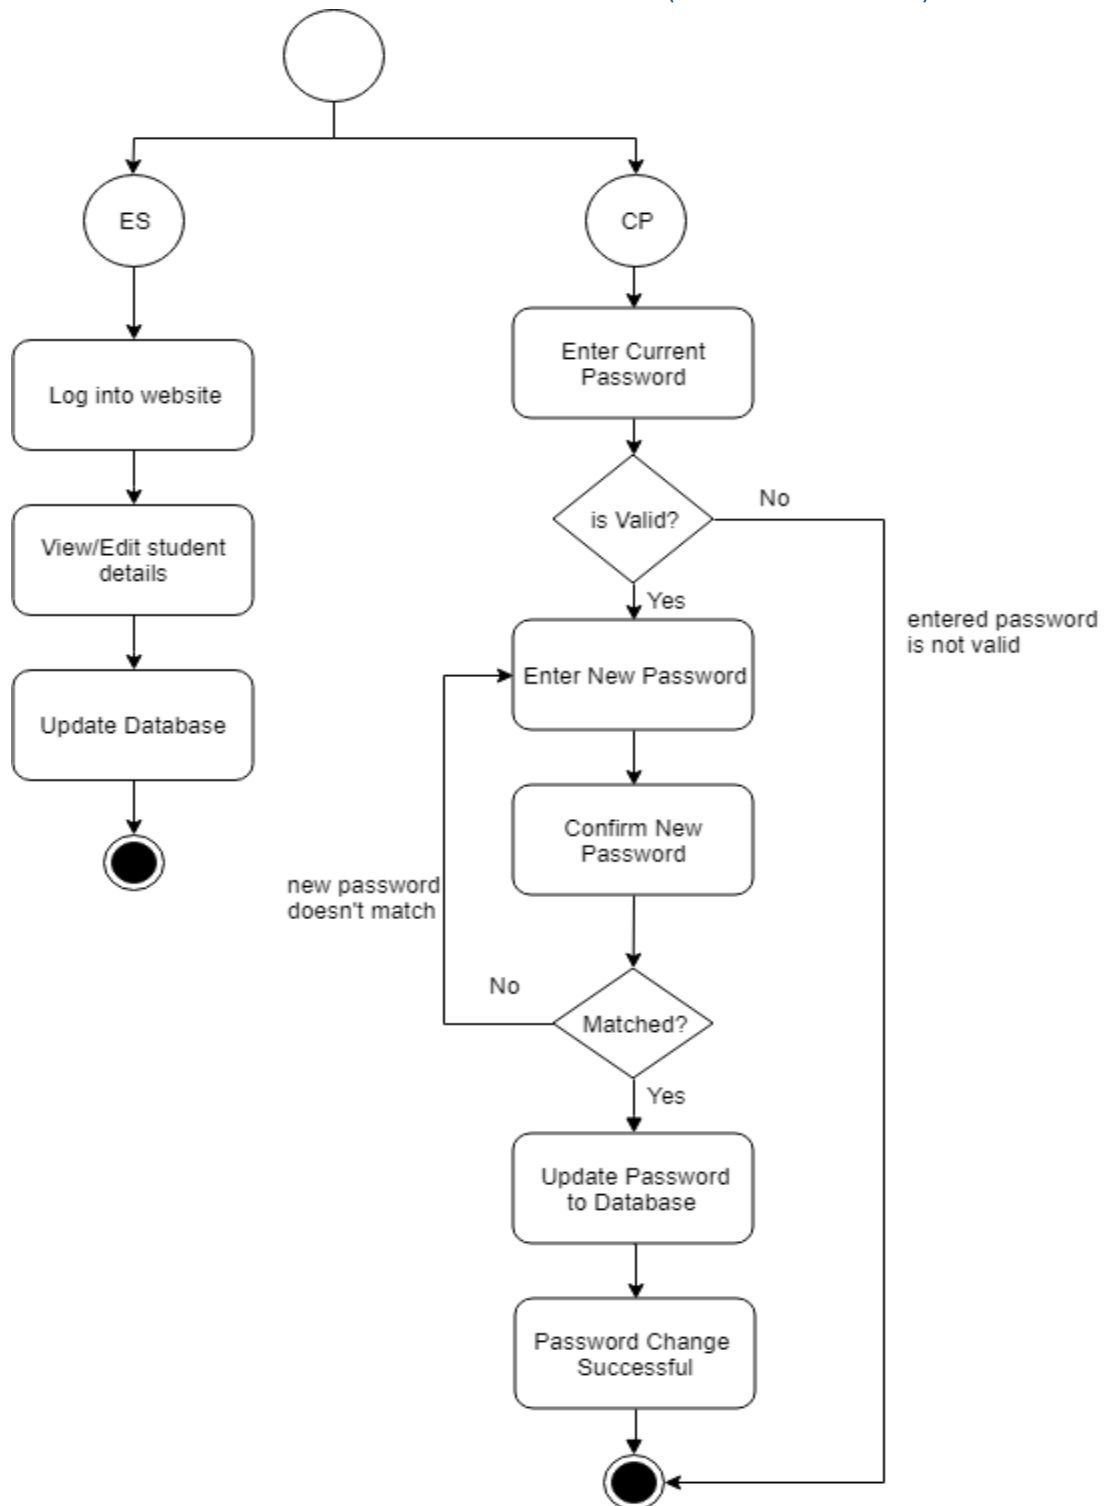 ES
CP
Log into website
View/Edit student
details
Update Database
Enter Current
Password
is Valid?
No
Yes
entered password
is not valid
Enter New Password
Confirm New
Password
new password
doesn't match
No
Matched?
Yes
Update Password
to Database
Password Change
Successful